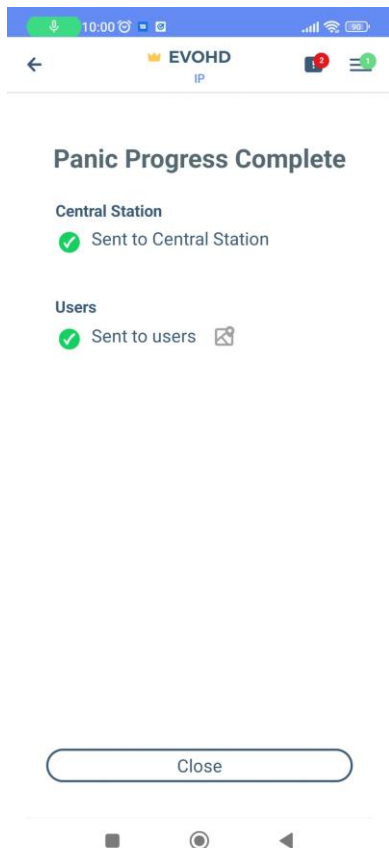 10:00
90
EVOHD
2
1
IP
Panic Progress Complete
Central Station
Sent to Central Station
Users
Sent to users
Close